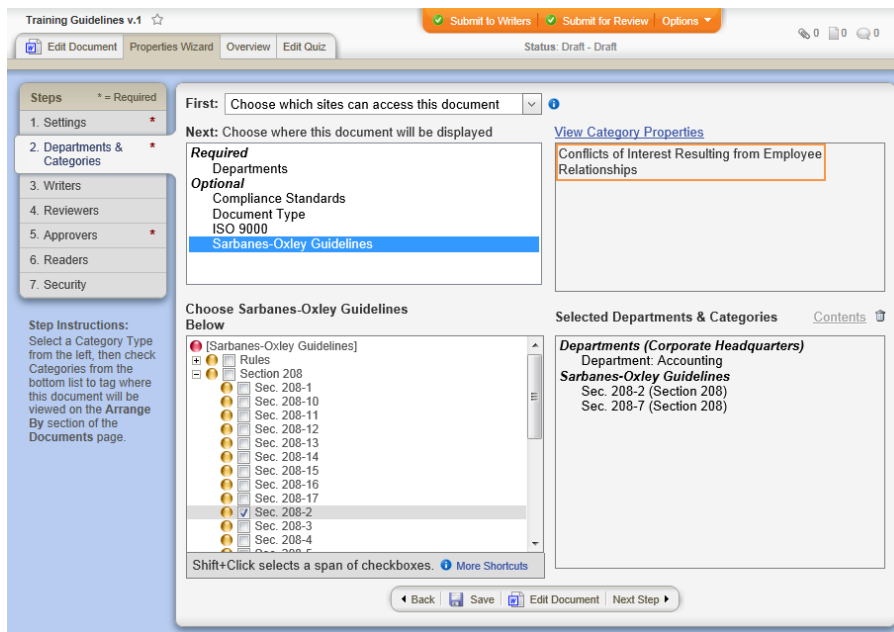 Training Guidelines v.1
Submit to Writers Submit for Review Options
0 0 0
Edit Document Properties Wizard Overview Edit Quiz
Status: Draft - Draft
Steps * = Required
1. Settings *
2. Departments & *
Categories
3. Writers
4. Reviewers
5. Approvers *
6. Readers
7. Security
Step Instructions:
Select a Category Type
from the left, then check
Categories from the
bottom list to tag where
this document will be
viewed on the Arrange
By section of the
Documents page.
First: Choose which sites can access this document
Next: Choose where this document will be displayed
Required
Departments
Optional
Compliance Standards
Document Type
ISO 9000
Sarbanes-Oxley Guidelines
View Category Properties
Conflicts of Interest Resulting from Employee
Relationships
Choose Sarbanes-Oxley Guidelines
Below
[Sarbanes-Oxley Guidelines]
Rules
Section 208
Sec. 208-1
Sec. 208-10
Sec. 208-11
Sec. 208-12
Sec. 208-13
Sec. 208-14
Sec. 208-15
Sec. 208-16
Sec. 208-17
Sec. 208-2
Sec. 208-3
Sec. 208-4
Sec. 208-5
Shift+Click selects a span of checkboxes. More Shortcuts
Selected Departments & Categories Contents
Departments (Corporate Headquarters)
Department: Accounting
Sarbanes-Oxley Guidelines
Sec. 208-2 (Section 208)
Sec. 208-7 (Section 208)
Back Save Edit Document Next Step